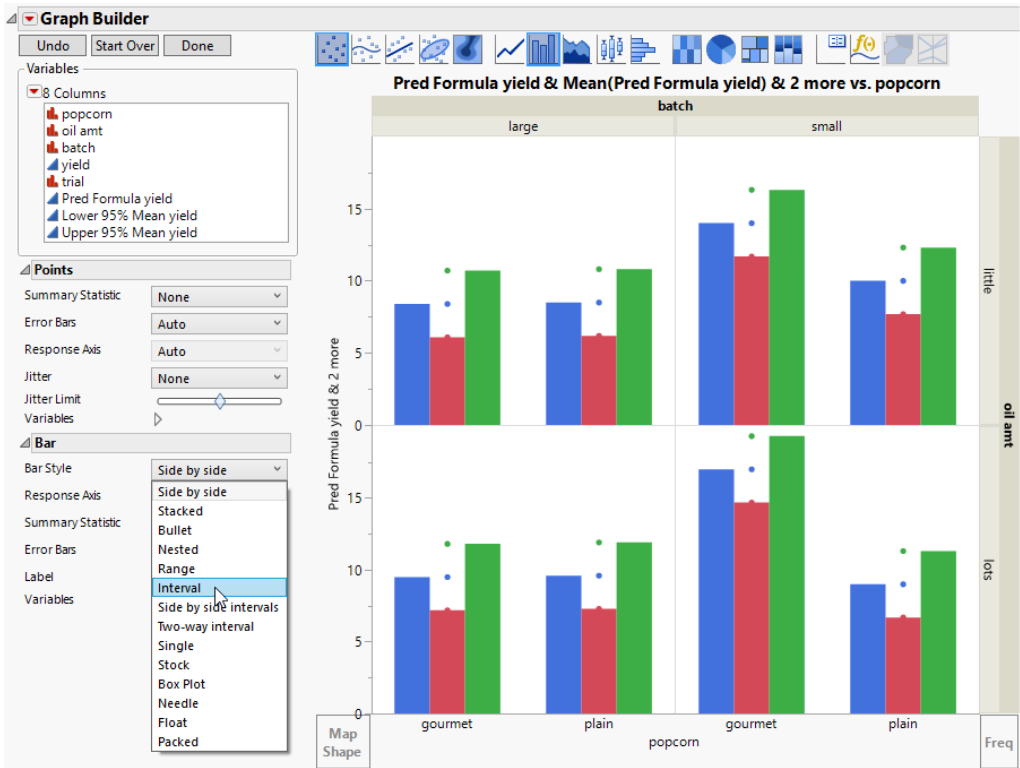 Graph Builder
Undo Start Over Done
Variables
8 Columns
popcorn
oil amt
batch
yield
trial
Pred Formula yield
Lower 95% Mean yield
Upper 95% Mean yield
Points
Summary Statistic None
Error Bars Auto
Response Axis Auto
Jitter None
Jitter Limit
Variables
Bar
Bar Style Side by side
Response Axis
Summary Statistic
Error Bars
Label
Variables
Side by side
Stacked
Bullet
Nested
Range
Interval
Side by side intervals
Two-way interval
Single
Stock
Box Plot
Needle
Float
Packed
Pred Formula yield & Mean(Pred Formula yield) & 2 more vs. popcorn
batch
large small
Pred Formula yield & 2 more
15
10
5
0
15
10
5
0
little
lots
oil amt
gourmet plain gourmet plain
popcorn
Map
Shape
Freq